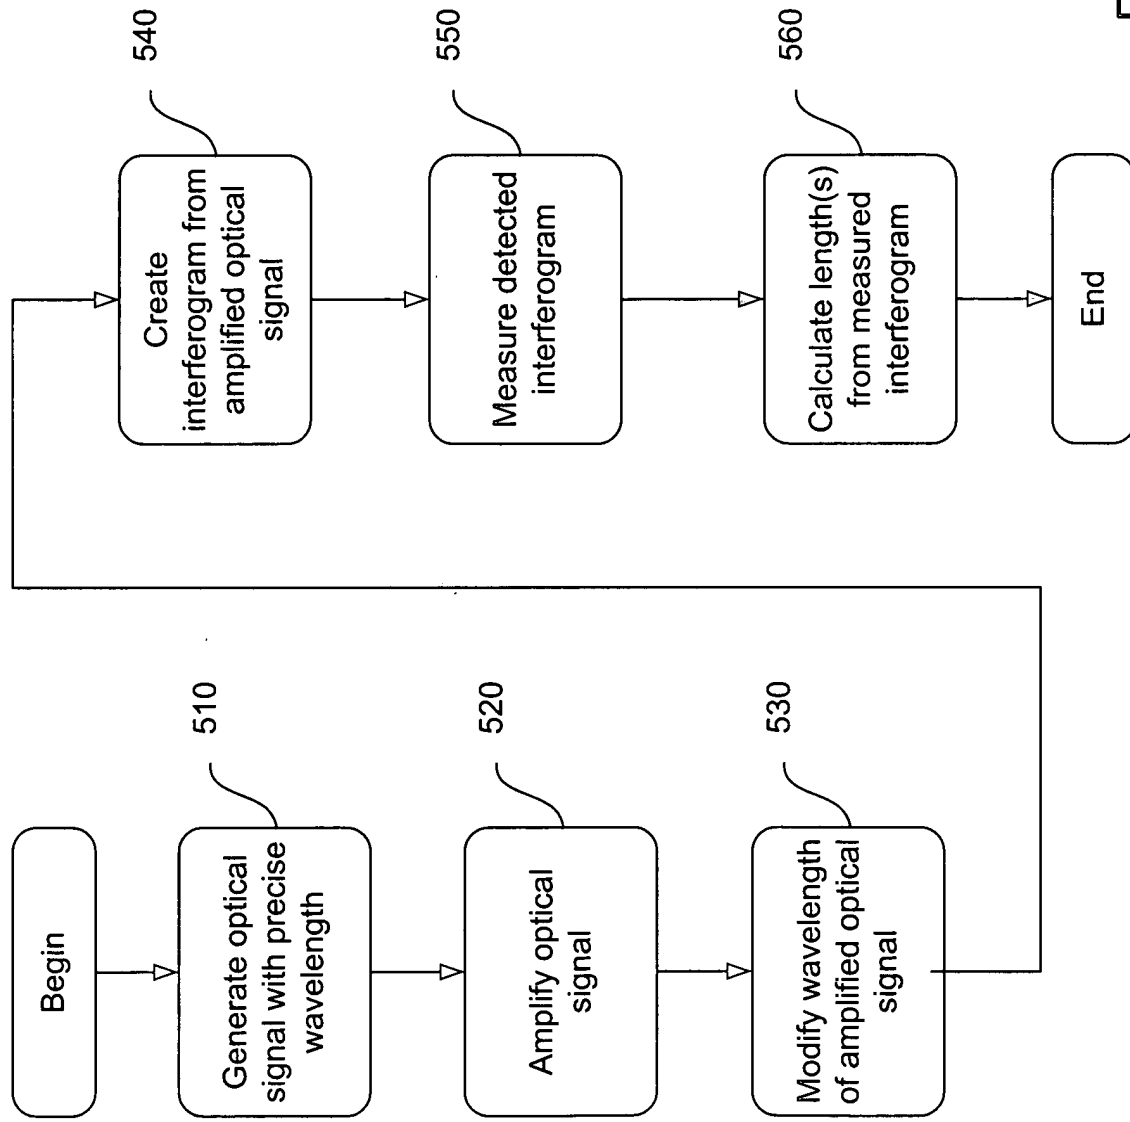 Begin
510
Generate optical
signal with precise
wavelength
520
Amplify optical
signal
530
Modify wavelength
of amplified optical
signal
540
Create
interferogram from
amplified optical
signal
550
Measure detected
interferogram
560
Calculate length(s)
from measured
interferogram
End